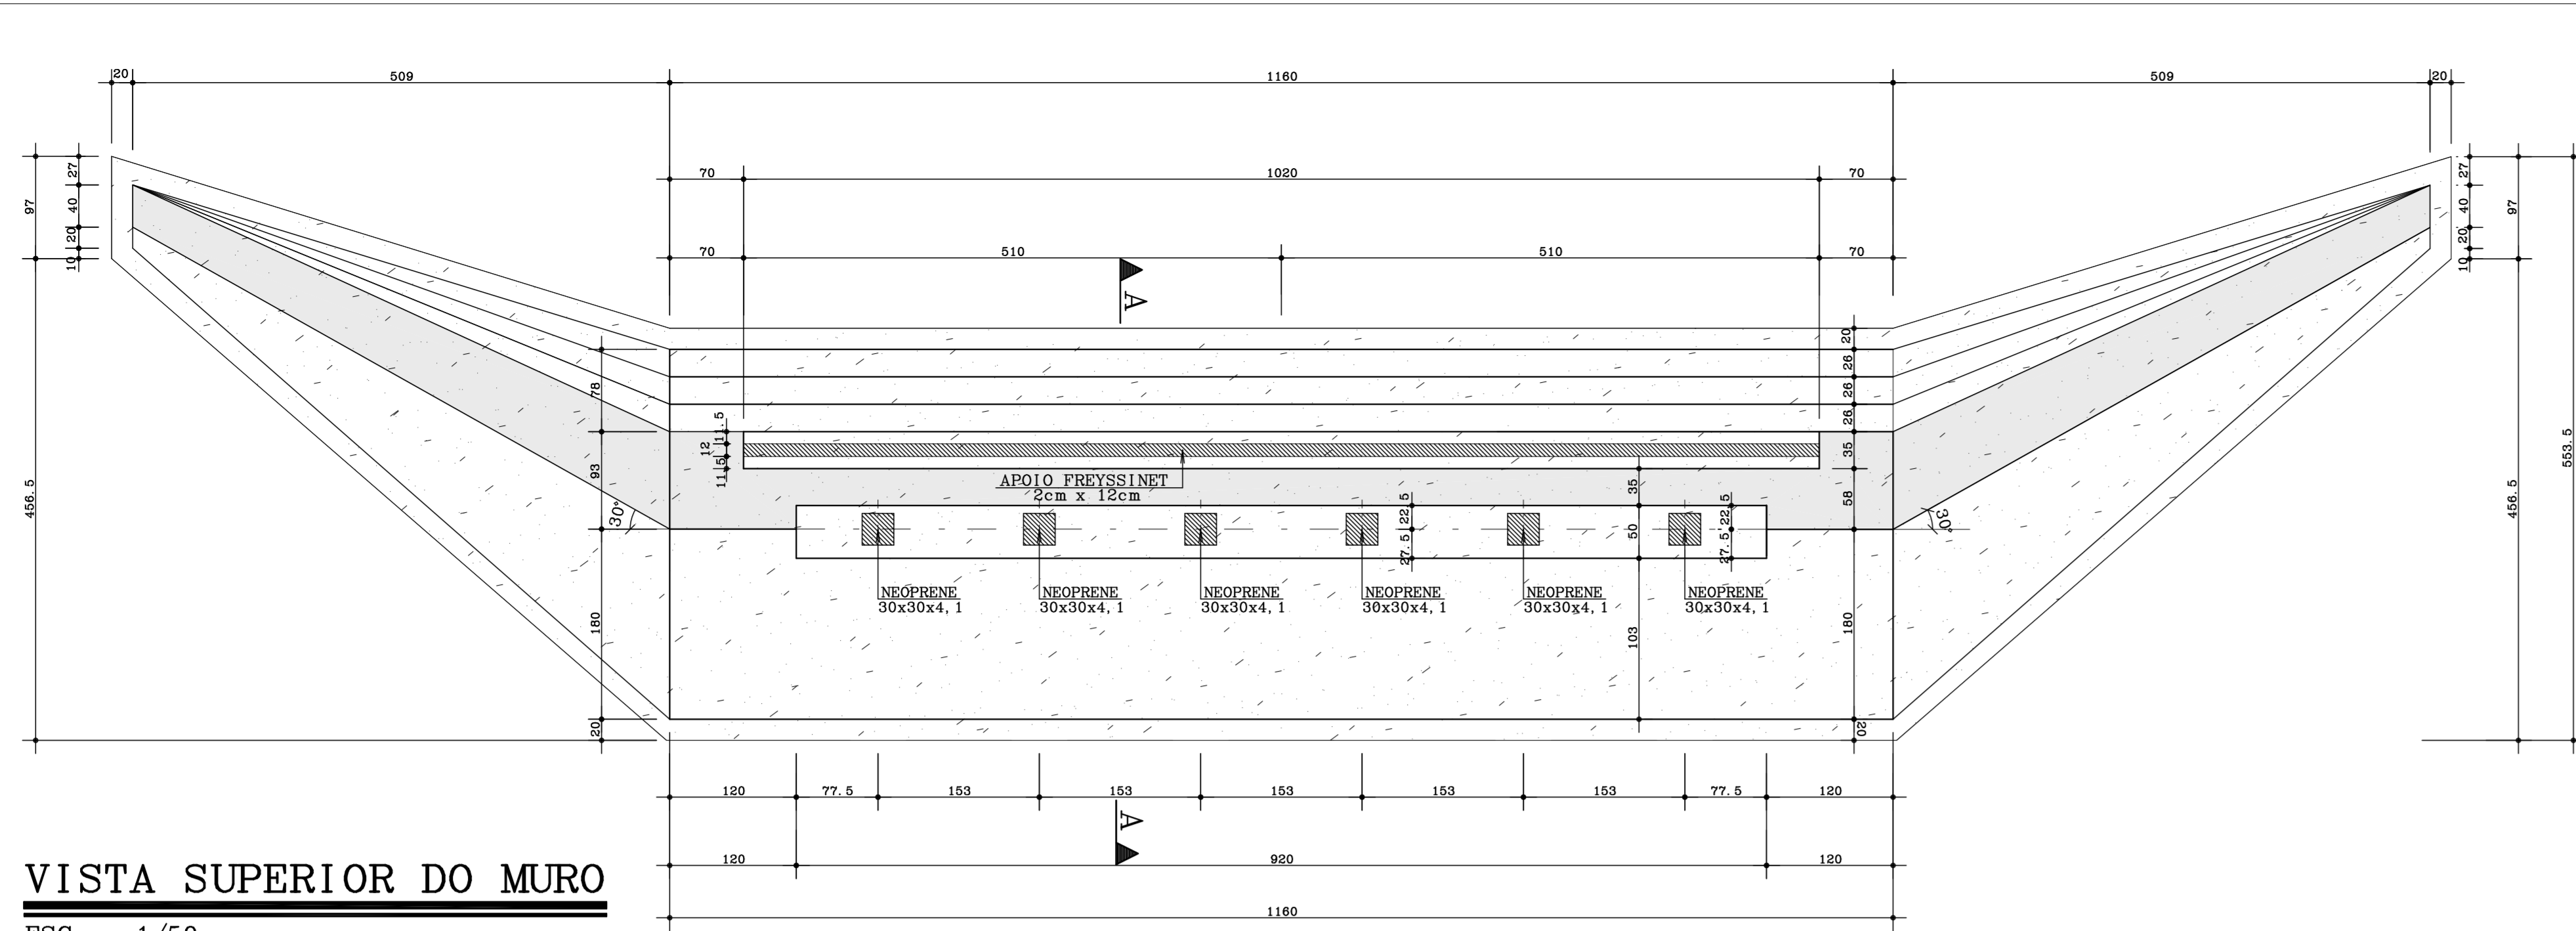 20 509 1160 509 20
70 1020 70
70 510 510 70
A
27
40
20
10
97
456.5
27
40
20
10
97
456.5
553.5
78
93
180
20
11.5
12
11.5
20
26
26
26
35
58
180
20
30°
30°
APOIO FREYSSINET
2cm x 12cm
35
50
103
22.5
27.5
22.5
27.5
NEOPRENE
30x30x4,1
NEOPRENE
30x30x4,1
NEOPRENE
30x30x4,1
NEOPRENE
30x30x4,1
NEOPRENE
30x30x4,1
NEOPRENE
30x30x4,1
120 77.5 153 153 153 153 153 77.5 120
A
120 920 120
1160
VISTA SUPERIOR DO MURO